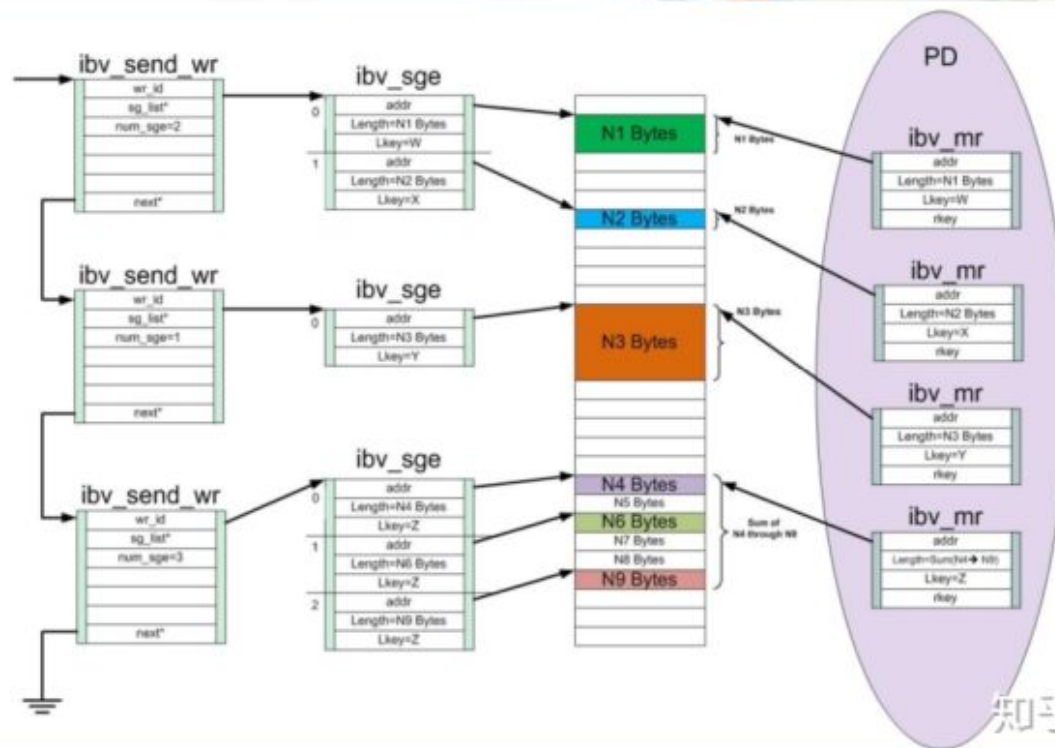 ibv_send_wr
wr_id
sg_list*
num_sge=2
next*
ibv_sge
0
addr
Length=N1 Bytes
Lkey=W
1
addr
Length=N2 Bytes
Lkey=X
ibv_send_wr
wr_id
sg_list*
num_sge=1
next*
ibv_sge
0
addr
Length=N3 Bytes
Lkey=Y
ibv_send_wr
wr_id
sg_list*
num_sge=3
next*
ibv_sge
0
addr
Length=N4 Bytes
Lkey=Z
1
addr
Length=N6 Bytes
Lkey=Z
2
addr
Length=N9 Bytes
Lkey=Z
N1 Bytes
N2 Bytes
N3 Bytes
N4 Bytes
N5 Bytes
N6 Bytes
N7 Bytes
N8 Bytes
N9 Bytes
N1 Bytes
N2 Bytes
N3 Bytes
Sum of
N4 through N9
PD
ibv_mr
addr
Length=N1 Bytes
Lkey=W
rkey
ibv_mr
addr
Length=N2 Bytes
Lkey=X
rkey
ibv_mr
addr
Length=N3 Bytes
Lkey=Y
rkey
ibv_mr
addr
Length=Sum(N4➔ N9)
Lkey=Z
rkey
知乎